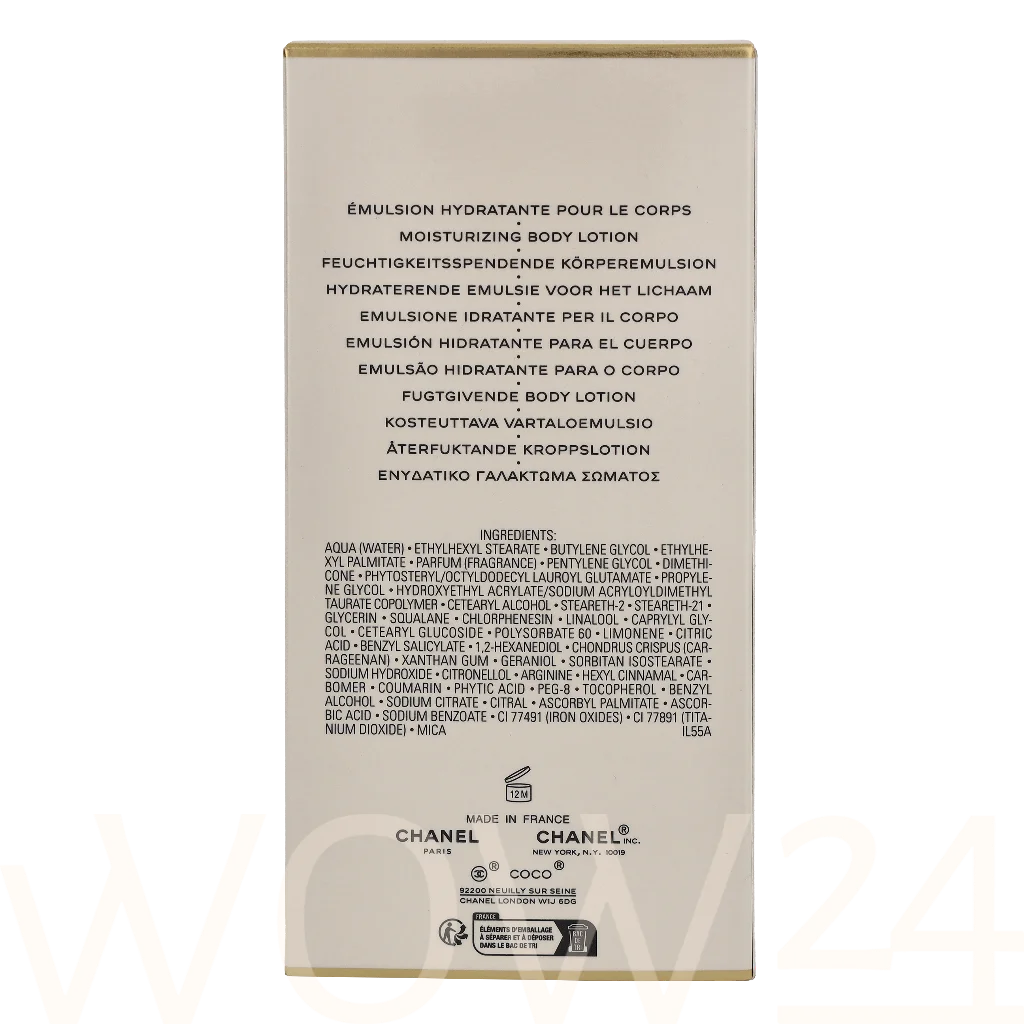 ÉMULSION HYDRATANTE POUR LE CORPS
•
MOISTURIZING BODY LOTION
•
FEUCHTIGKEITSSPENDENDE KÖRPEREMULSION
•
HYDRATERENDE EMULSIE VOOR HET LICHAAM
•
EMULSIONE IDRATANTE PER IL CORPO
•
EMULSIÓN HIDRATANTE PARA EL CUERPO
•
EMULSÃO HIDRATANTE PARA O CORPO
•
FUGTGIVENDE BODY LOTION
•
KOSTEUTTAVA VARTALOEMULSIO
•
ÅTERFUKTANDE KROPPSLOTION
•
ΕΝΥΔΑΤΙΚΟ ΓΑΛΑΚΤΩΜΑ ΣΩΜΑΤΟΣ
INGREDIENTS:
AQUA (WATER) • ETHYLHEXYL STEARATE • BUTYLENE GLYCOL • ETHYLHE-
XYL PALMITATE • PARFUM (FRAGRANCE) • PENTYLENE GLYCOL • DIMETHI-
CONE • PHYTOSTERYL/OCTYLDODECYL LAUROYL GLUTAMATE • PROPYLE-
NE GLYCOL • HYDROXYETHYL ACRYLATE/SODIUM ACRYLOYLDIMETHYL
TAURATE COPOLYMER • CETEARYL ALCOHOL • STEARETH-2 • STEARETH-21 •
GLYCERIN • SQUALANE • CHLORPHENESIN • LINALOOL • CAPRYLYL GLY-
COL • CETEARYL GLUCOSIDE • POLYSORBATE 60 • LIMONENE • CITRIC
ACID • BENZYL SALICYLATE • 1,2-HEXANEDIOL • CHONDRUS CRISPUS (CAR-
RAGEENAN) • XANTHAN GUM • GERANIOL • SORBITAN ISOSTEARATE •
SODIUM HYDROXIDE • CITRONELLOL • ARGININE • HEXYL CINNAMAL • CAR-
BOMER • COUMARIN • PHYTIC ACID • PEG-8 • TOCOPHEROL • BENZYL
ALCOHOL • SODIUM CITRATE • CITRAL • ASCORBYL PALMITATE • ASCOR-
BIC ACID • SODIUM BENZOATE • CI 77491 (IRON OXIDES) • CI 77891 (TITA-
NIUM DIOXIDE) • MICA IL55A
12M
MADE IN FRANCE
CHANEL CHANEL® INC.
PARIS NEW YORK, N.Y. 10019
® COCO®
92200 NEUILLY SUR SEINE
CHANEL LONDON W1J 6DG
FRANCE
ÉLÉMENTS D'EMBALLAGE
À SÉPARER ET À DÉPOSER
DANS LE BAC DE TRI
BAC
DE
TRI
WOW24